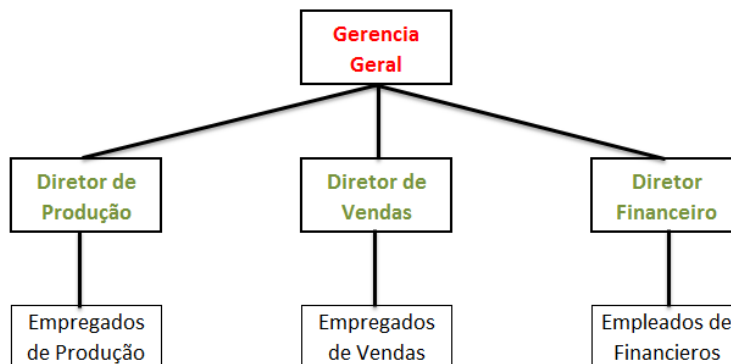 Gerencia
Geral
Diretor de
Produção
Diretor de
Vendas
Diretor
Financeiro
Empregados
de Produção
Empregados
de Vendas
Empleados de
Financieros